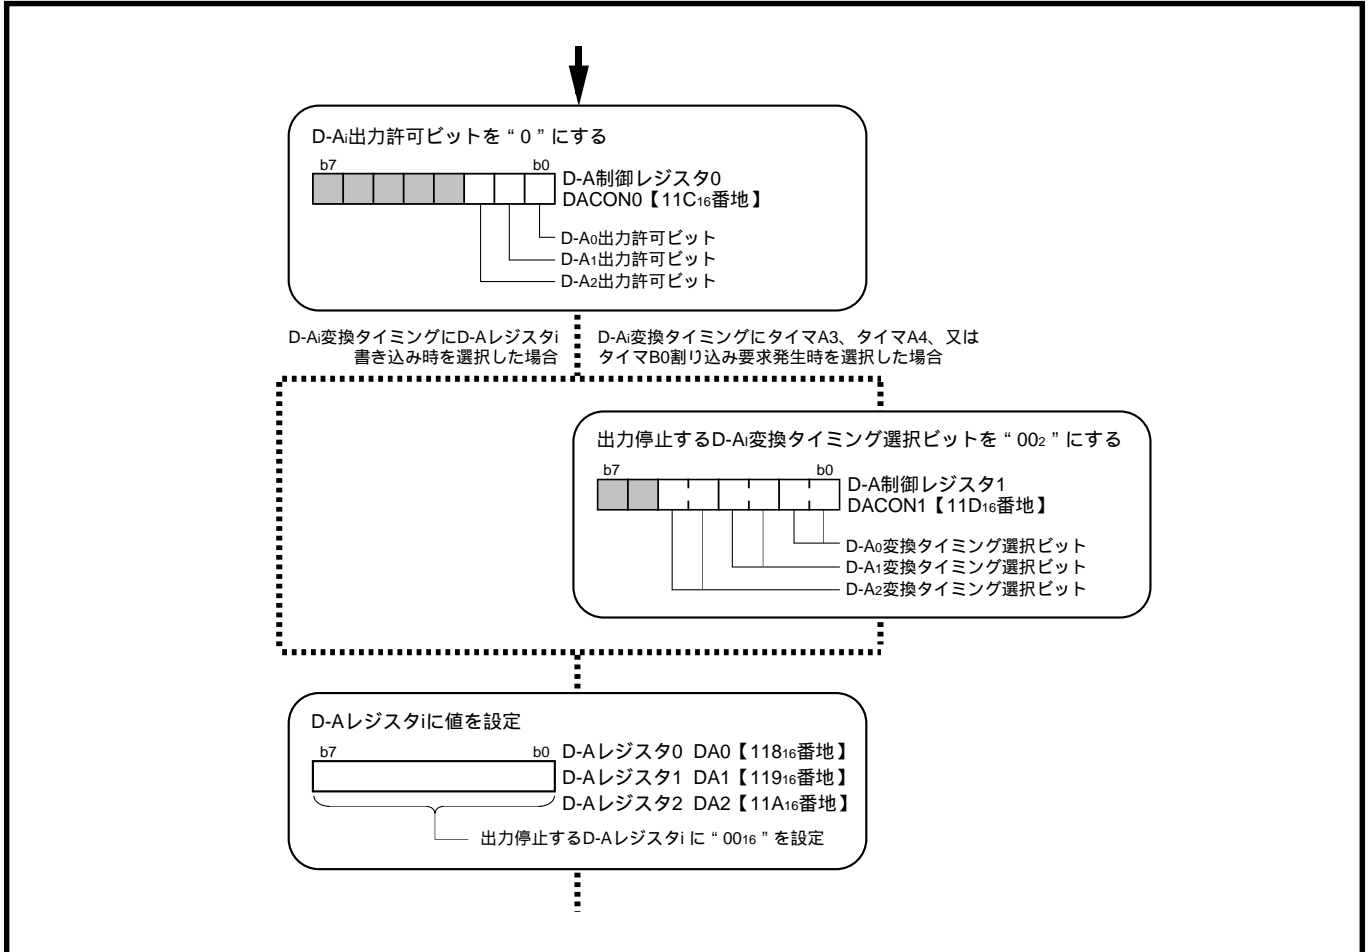 D-Ai出力許可ビットを“0”にする
b7 b0
D-A制御レジスタ0
DACON0【11C16番地】
D-A0出力許可ビット
D-A1出力許可ビット
D-A2出力許可ビット
D-Ai変換タイミングにD-Aレジスタi
書き込み時を選択した場合
D-Ai変換タイミングにタイマA3、タイマA4、又は
タイマB0割り込み要求発生時を選択した場合
出力停止するD-Ai変換タイミング選択ビットを“002”にする
b7 b0
D-A制御レジスタ1
DACON1【11D16番地】
D-A0変換タイミング選択ビット
D-A1変換タイミング選択ビット
D-A2変換タイミング選択ビット
D-Aレジスタiに値を設定
b7 b0
D-Aレジスタ0 DA0【11816番地】
D-Aレジスタ1 DA1【11916番地】
D-Aレジスタ2 DA2【11A16番地】
出力停止するD-Aレジスタi に“0016”を設定